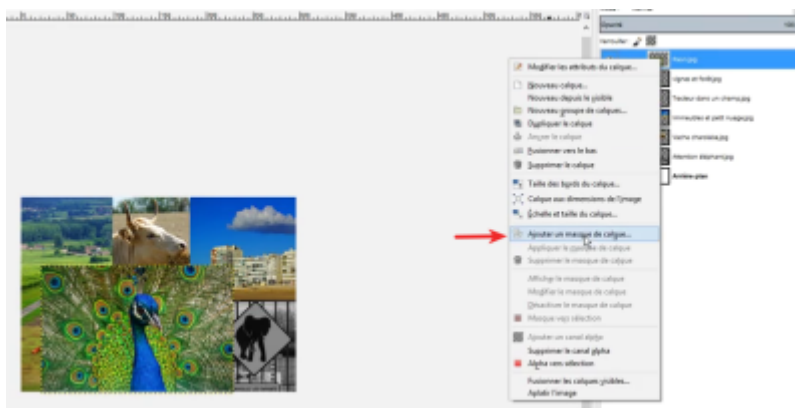 Opacité
Verrouiller
Paon.jpg
vignes et forêt.jpg
Tracteur dans un champ.jpg
Immeubles et petit nuage.jpg
Vache charolaise.jpg
Attention éléphant.jpg
Arrière-plan
Modifier les attributs du calque...
Nouveau calque...
Nouveau depuis le visible
Nouveau groupe de calques...
Dupliquer le calque
Ancrer le calque
Fusionner vers le bas
Supprimer le calque
Taille des bords du calque...
Calque aux dimensions de l'image
Échelle et taille du calque...
Ajouter un masque de calque...
Appliquer le masque de calque
Supprimer le masque de calque
Afficher le masque de calque
Modifier le masque de calque
Désactiver le masque de calque
Masque vers sélection
Ajouter un canal alpha
Supprimer le canal alpha
Alpha vers sélection
Fusionner les calques visibles...
Aplatir l'image